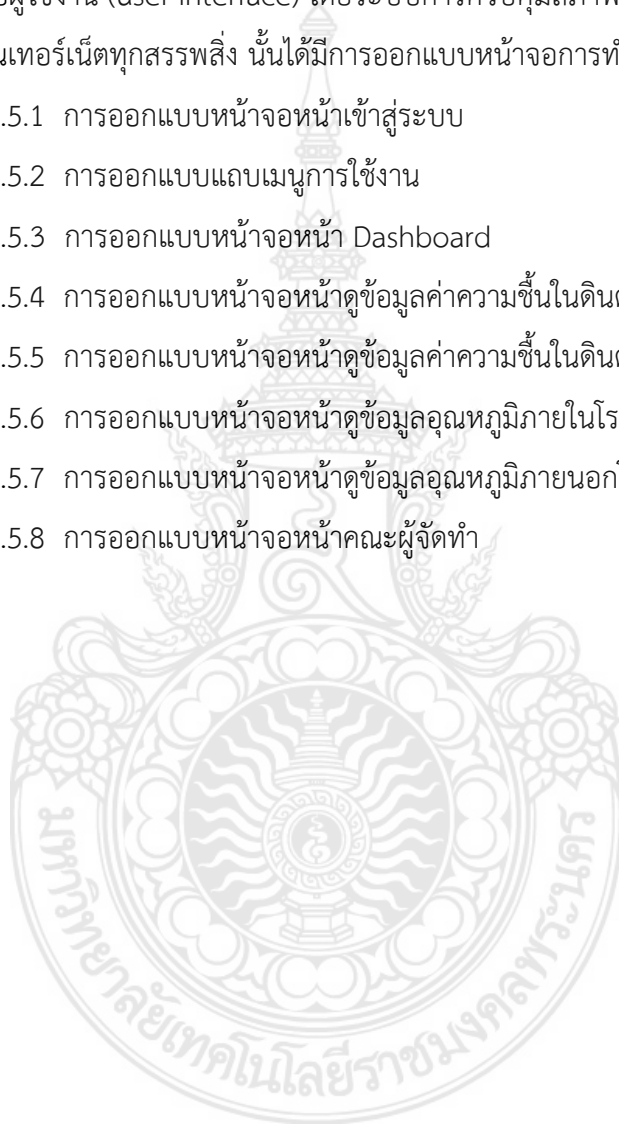 ผู้ใช้งาน (user interface) โดยระบบการควบคุมสภาพ
นเทอร์เน็ตทุกสรรพสิ่ง นั้นได้มีการออกแบบหน้าจอการทำ
.5.1 การออกแบบหน้าจอหน้าเข้าสู่ระบบ
.5.2 การออกแบบแถบเมนูการใช้งาน
.5.3 การออกแบบหน้าจอหน้า Dashboard
.5.4 การออกแบบหน้าจอหน้าดูข้อมูลค่าความชื้นในดิน
.5.5 การออกแบบหน้าจอหน้าดูข้อมูลค่าความชื้นในดิน
.5.6 การออกแบบหน้าจอหน้าดูข้อมูลอุณหภูมิภายในโร
.5.7 การออกแบบหน้าจอหน้าดูข้อมูลอุณหภูมิภายนอก
.5.8 การออกแบบหน้าจอหน้าคณะผู้จัดทำ
มหาวิทยาลัยเทคโนโลยีราชมงคลพระนคร